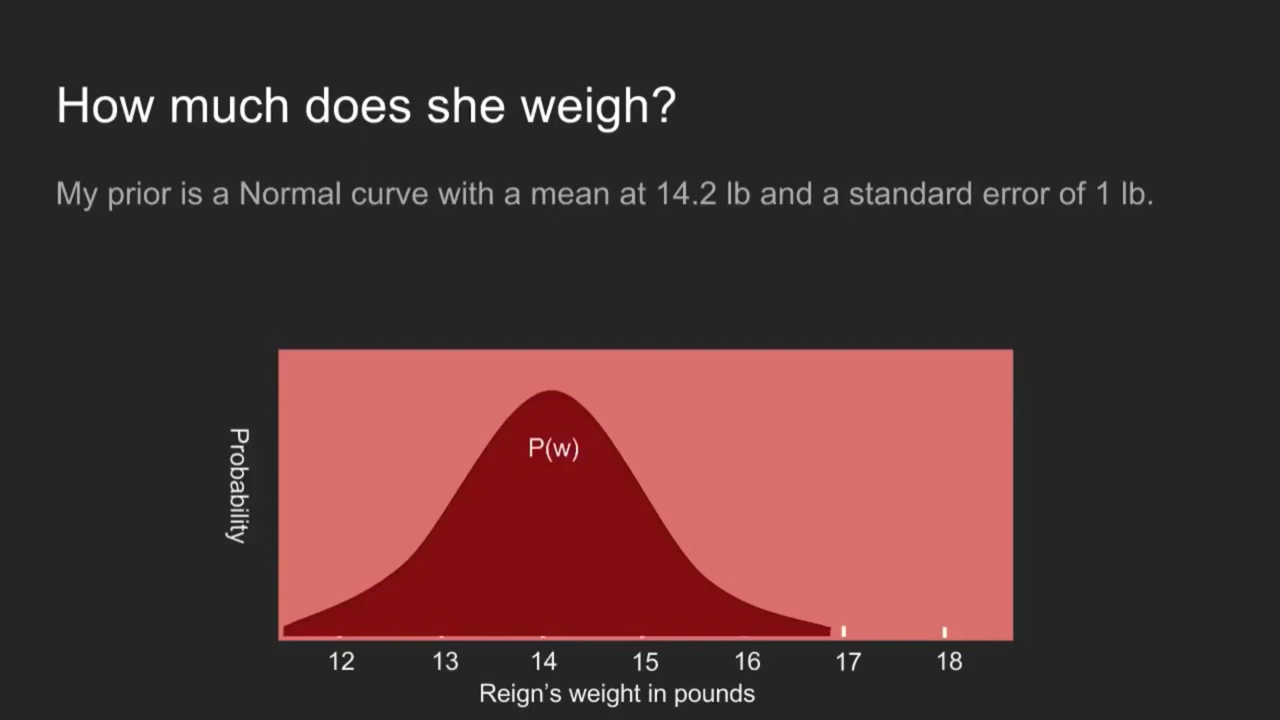 How much does she weigh?
My prior is a Normal curve with a mean at 14.2 lb and a standard error of 1 lb.
P(w)
Probability
12 13 14 15 16 17 18
Reign’s weight in pounds